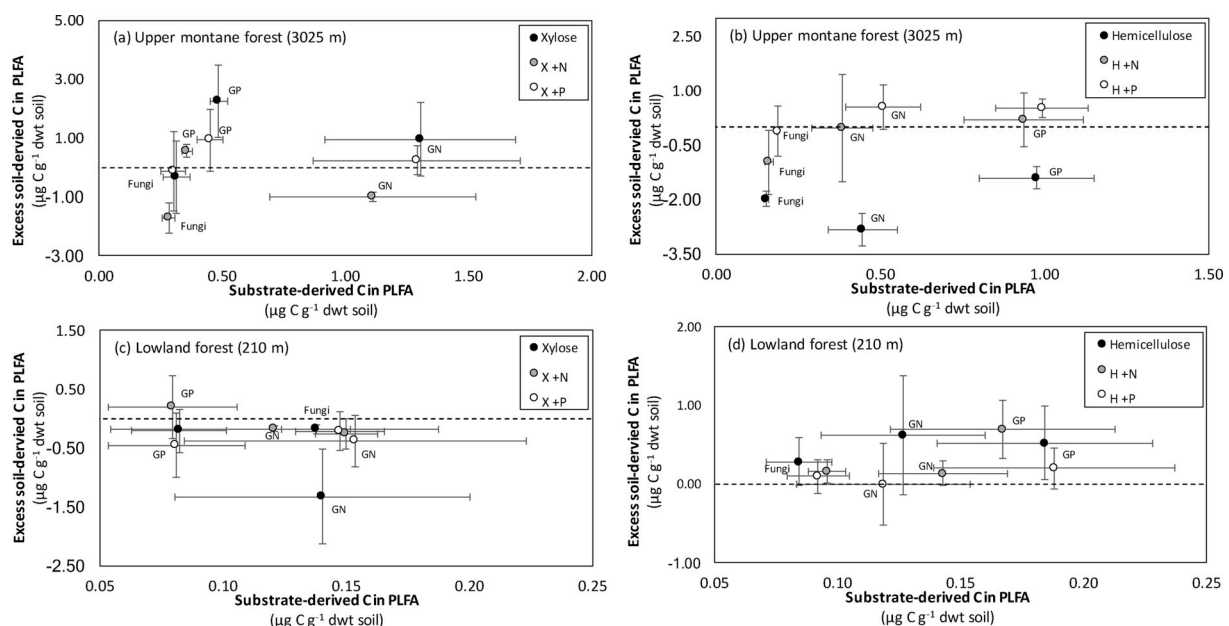 (a) Upper montane forest (3025 m)
Xylose
X +N
X +P
5.00
3.00
1.00
-1.00
-3.00
GP
GP
GP
GN
GN
Fungi
Fungi
0.00
0.50
1.00
1.50
2.00
Excess soil-dervied C in PLFA
(µg C g⁻¹ dwt soil)
Substrate-derived C in PLFA
(µg C g⁻¹ dwt soil)
(b) Upper montane forest (3025 m)
Hemicellulose
H +N
H +P
2.50
1.00
-0.50
-2.00
-3.50
Fungi
Fungi
Fungi
GN
GN
GN
GP
GP
0.00
0.50
1.00
1.50
Excess soil-dervied C in PLFA
(µg C g⁻¹ dwt soil)
Substrate-derived C in PLFA
(µg C g⁻¹ dwt soil)
(c) Lowland forest (210 m)
Xylose
X +N
X +P
1.50
0.50
-0.50
-1.50
-2.50
GP
GP
Fungi
GN
GN
GN
0.05
0.10
0.15
0.20
0.25
Excess soil-dervied C in PLFA
(µg C g⁻¹ dwt soil)
Substrate-derived C in PLFA
(µg C g⁻¹ dwt soil)
(d) Lowland forest (210 m)
Hemicellulose
H +N
H +P
2.00
1.00
0.00
-1.00
Fungi
GN
GN
GN
GP
GP
0.05
0.10
0.15
0.20
0.25
Excess soil-dervied C in PLFA
(µg C g⁻¹ dwt soil)
Substrate-derived C in PLFA
(µg C g⁻¹ dwt soil)